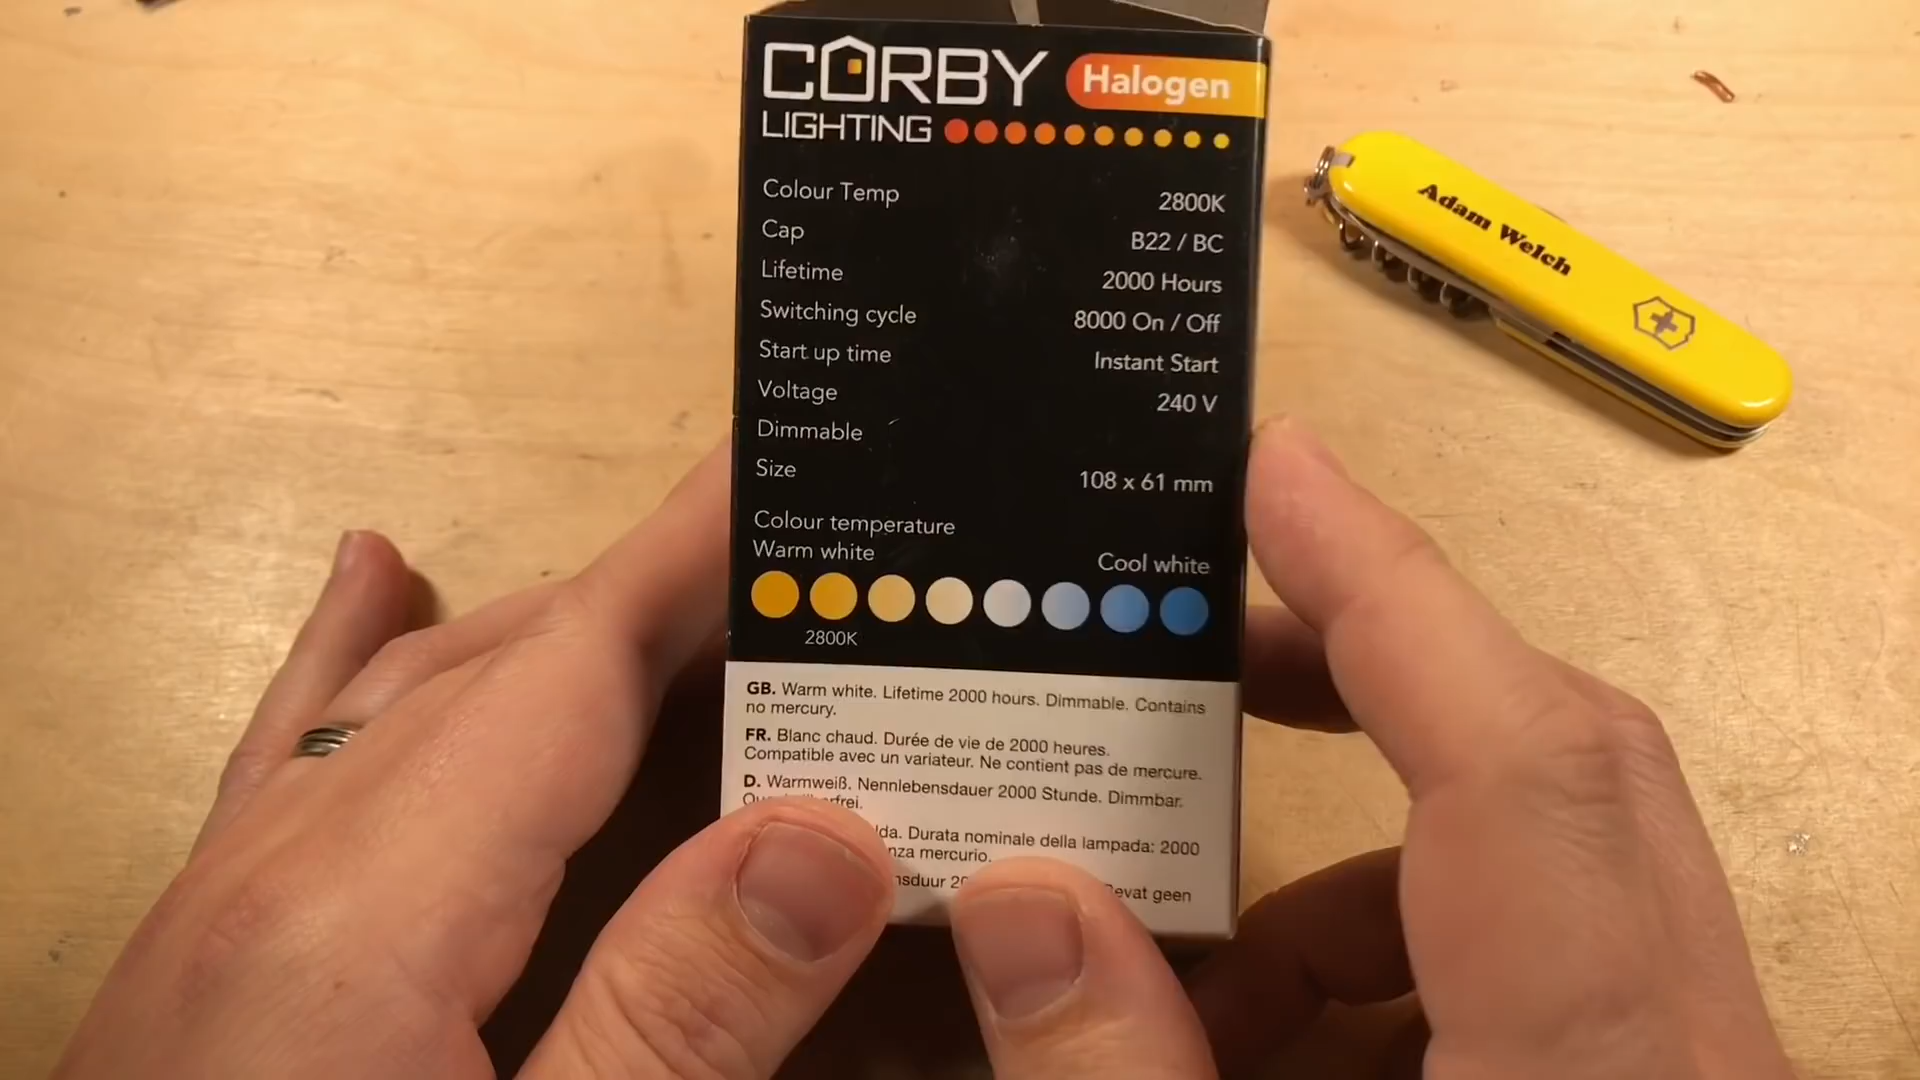 CORBY Halogen
LIGHTING
Colour Temp 2800K
Cap B22 / BC
Lifetime 2000 Hours
Switching cycle 8000 On / Off
Start up time Instant Start
Voltage 240 V
Dimmable
Size 108 x 61 mm
Colour temperature
Warm white Cool white
2800K
GB. Warm white. Lifetime 2000 hours. Dimmable. Contains
no mercury.
FR. Blanc chaud. Durée de vie de 2000 heures.
Compatible avec un variateur. Ne contient pas de mercure.
D. Warmweiß. Nennlebensdauer 2000 Stunde. Dimmbar.
Durata nominale della lampada: 2000
mercurio.
geen
Adam Welch